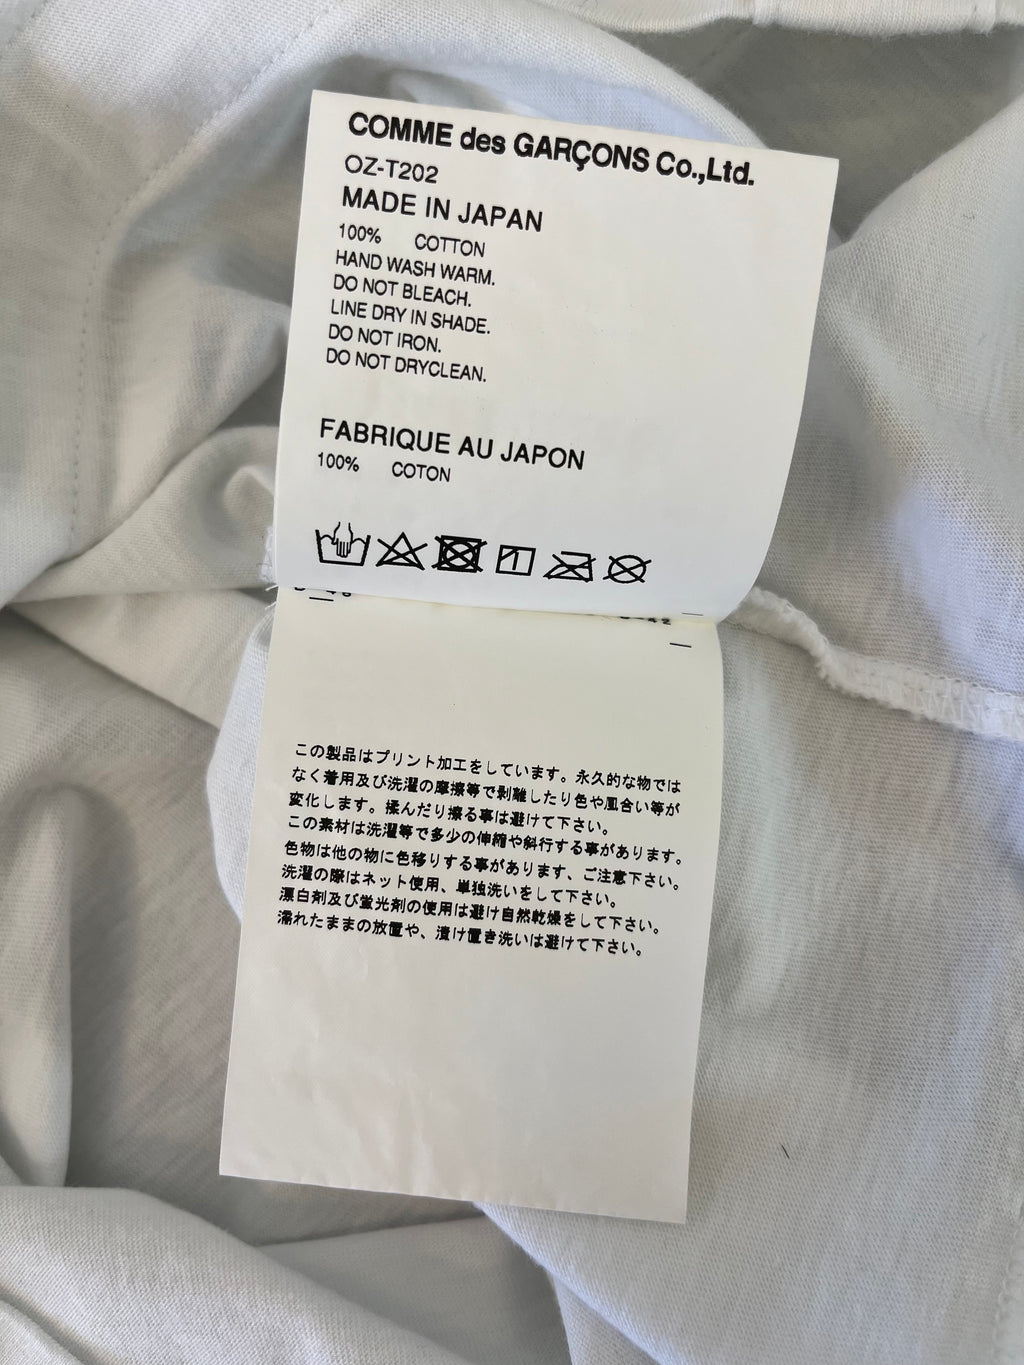 COMME des GARÇONS Co.,Ltd.
OZ-T202
MADE IN JAPAN
100% COTTON
HAND WASH WARM.
DO NOT BLEACH.
LINE DRY IN SHADE.
DO NOT IRON.
DO NOT DRYCLEAN.
FABRIQUE AU JAPON
100% COTON
この製品はプリント加工をしています。永久的な物では
なく着用及び洗濯の摩擦等で剥離したり色や風合い等が
変化します。揉んだり擦る事は避けて下さい。
この素材は洗濯等で多少の伸縮や斜行する事があります。
色物は他の物に色移りする事があります、ご注意下さい。
洗濯の際はネット使用、単独洗いをして下さい。
漂白剤及び蛍光剤の使用は避け自然乾燥をして下さい。
濡れたままの放置や、漬け置き洗いは避けて下さい。